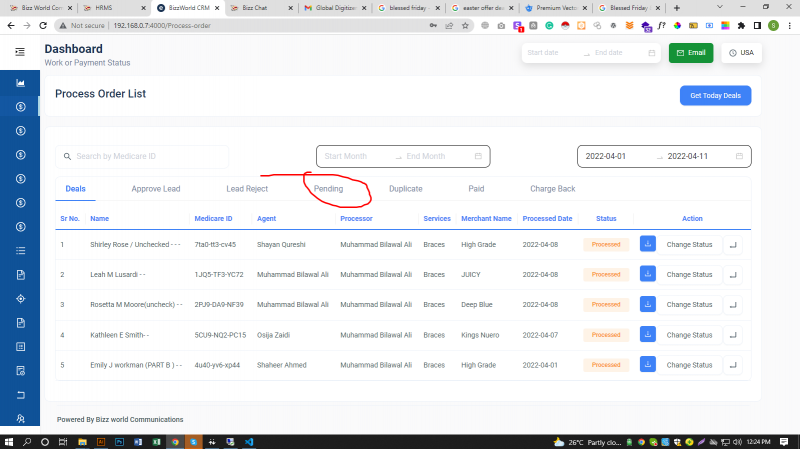 Bizz World Com
HRMS
BizzWorld CRM
Bizz Chat
Global Digitize
blessed friday
easter offer dea
Premium Vecto
Blessed Friday
Not secure
192.168.0.7:4000/Process-order
Dashboard
Work or Payment Status
Start date
End date
Email
USA
Process Order List
Get Today Deals
Search by Medicare ID
Start Month
End Month
2022-04-01
2022-04-11
Deals
Approve Lead
Lead Reject
Pending
Duplicate
Paid
Charge Back
Sr No. Name Medicare ID Agent Processor Services Merchant Name Processed Date Status Action
1 Shirley Rose / Unchecked - - - 7ta0-tt3-cv45 Shayan Qureshi Muhammad Bilawal Ali Braces High Grade 2022-04-08 Processed Change Status
2 Leah M Lusardi - - 1JQ5-TF3-YC72 Muhammad Bilawal Ali Muhammad Bilawal Ali Braces JUICY 2022-04-08 Processed Change Status
3 Rosetta M Moore(uncheck) - - 2PJ9-DA9-NF39 Muhammad Bilawal Ali Muhammad Bilawal Ali Braces Deep Blue 2022-04-08 Processed Change Status
4 Kathleen E Smith- - 5CU9-NQ2-PC15 Osija Zaidi Muhammad Bilawal Ali Braces Kings Nuero 2022-04-07 Processed Change Status
5 Emily J workman (PART B ) - - 4u40-yv6-xp44 Shaheer Ahmed Muhammad Bilawal Ali Braces High Grade 2022-04-01 Processed Change Status
Powered By Bizz world Communications
26°C Partly clo...
12:24 PM